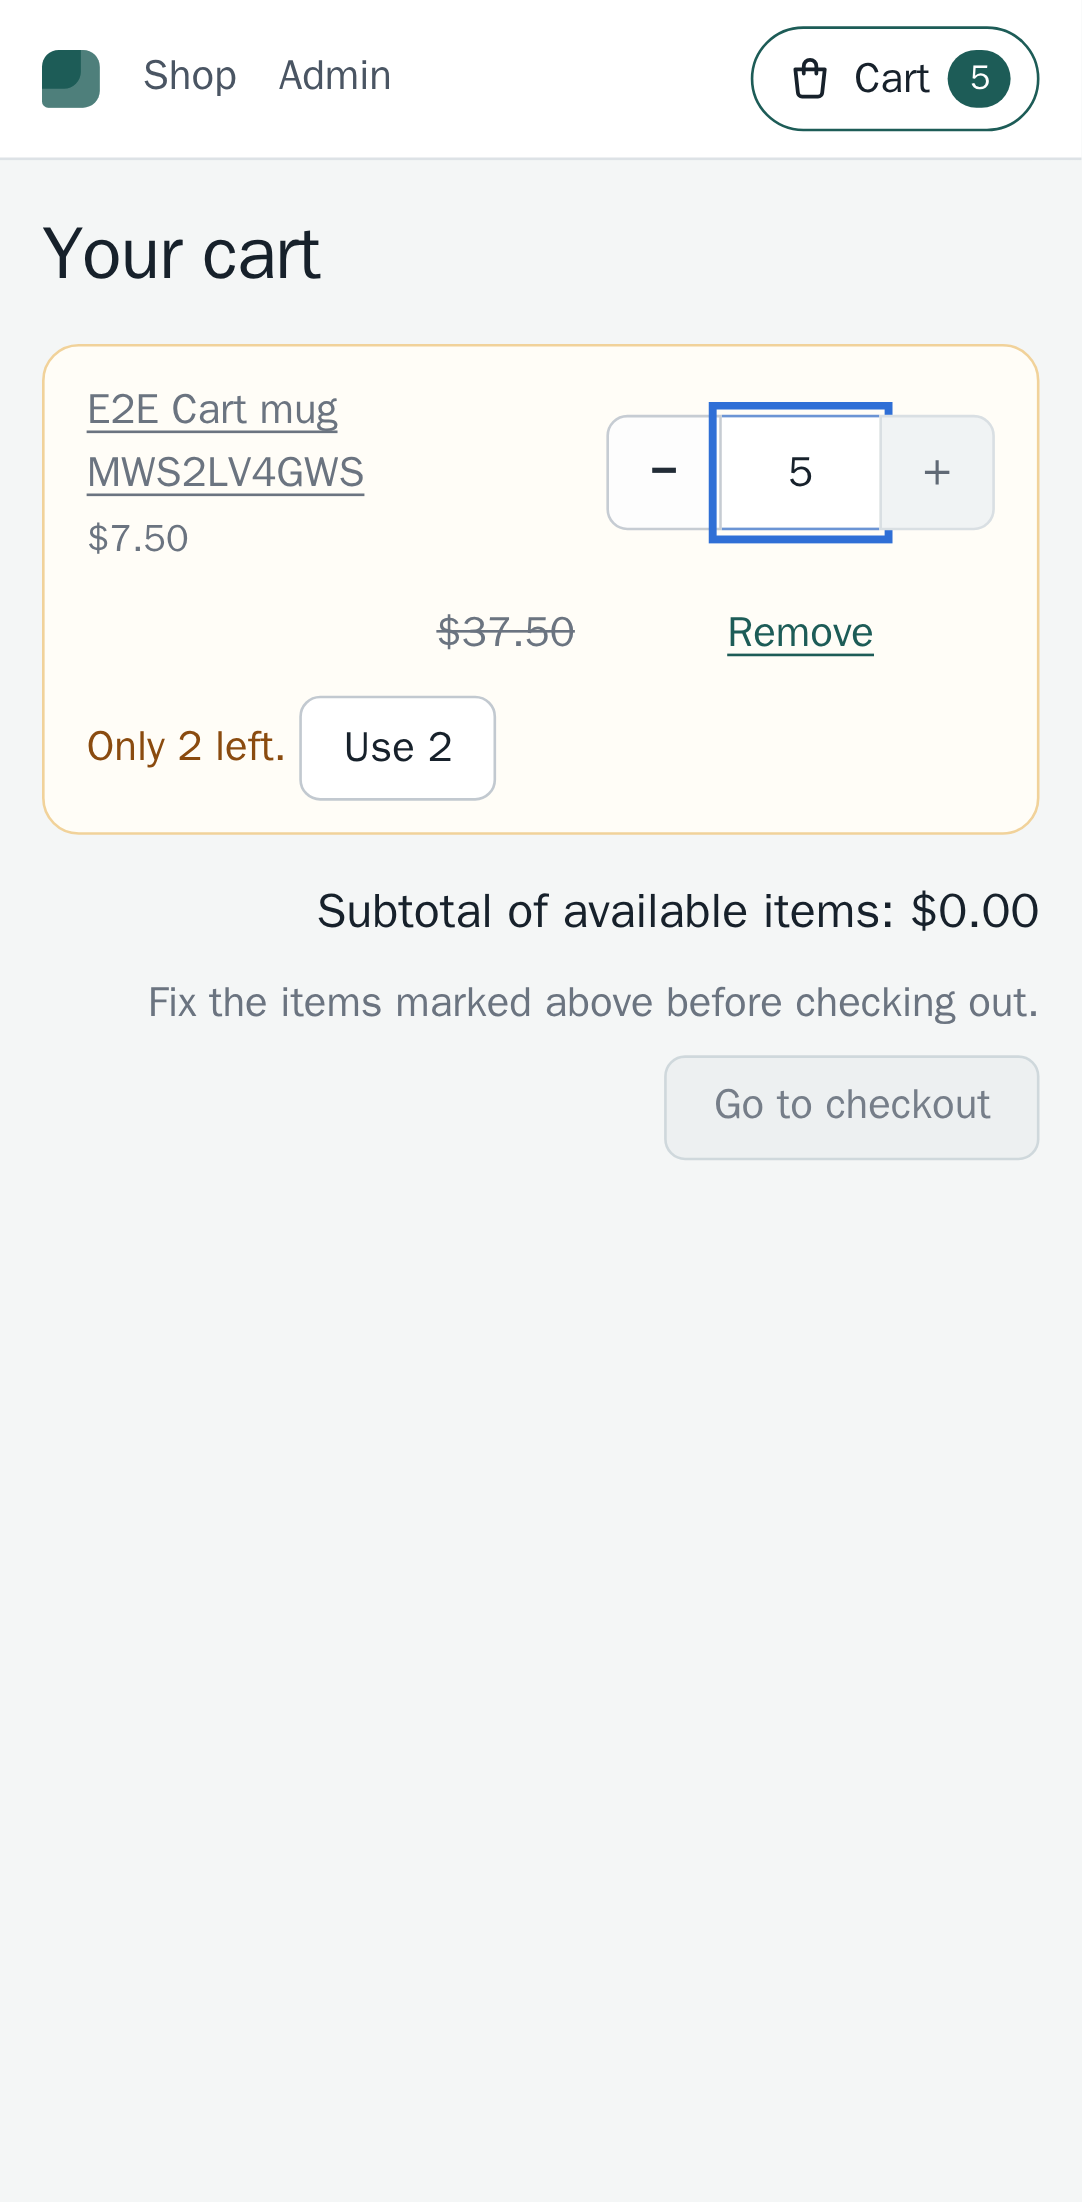 Shop Admin Cart 5
Your cart
E2E Cart mug
MWS2LV4GWS
$7.50
− 5 +
$37.50 Remove
Only 2 left. Use 2
Subtotal of available items: $0.00
Fix the items marked above before checking out.
Go to checkout